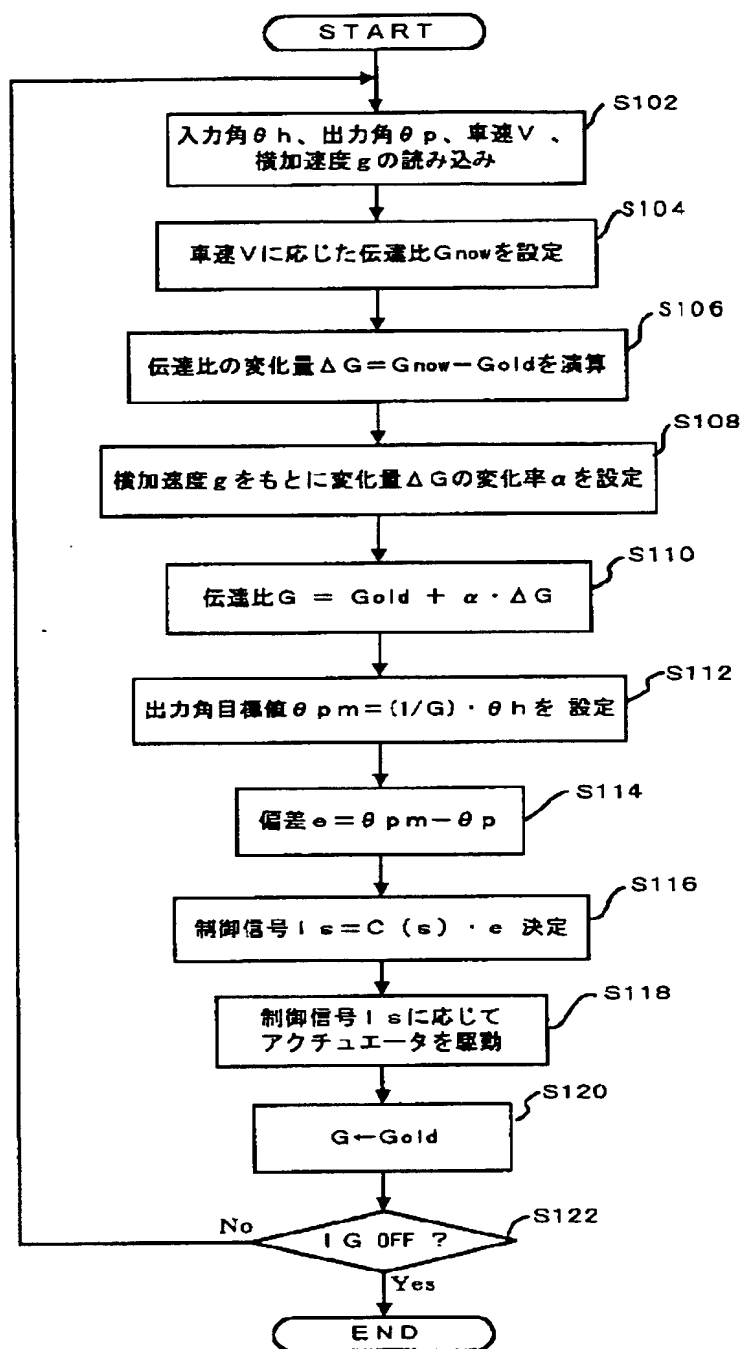 START
S102
入力角θh、出力角θp、車速V、
横加速度gの読み込み
S104
車速Vに応じた伝達比Gnowを設定
S106
伝達比の変化量ΔG=Gnow-Goldを演算
S108
横加速度gをもとに変化量ΔGの変化率αを設定
S110
伝達比G = Gold + α・ΔG
S112
出力角目標値θpm=(1/G)・θhを 設定
S114
偏差e=θpm-θp
S116
制御信号Is=C (s)・e 決定
S118
制御信号Isに応じて
アクチュエータを駆動
S120
G←Gold
S122
IG OFF ?
No
Yes
END